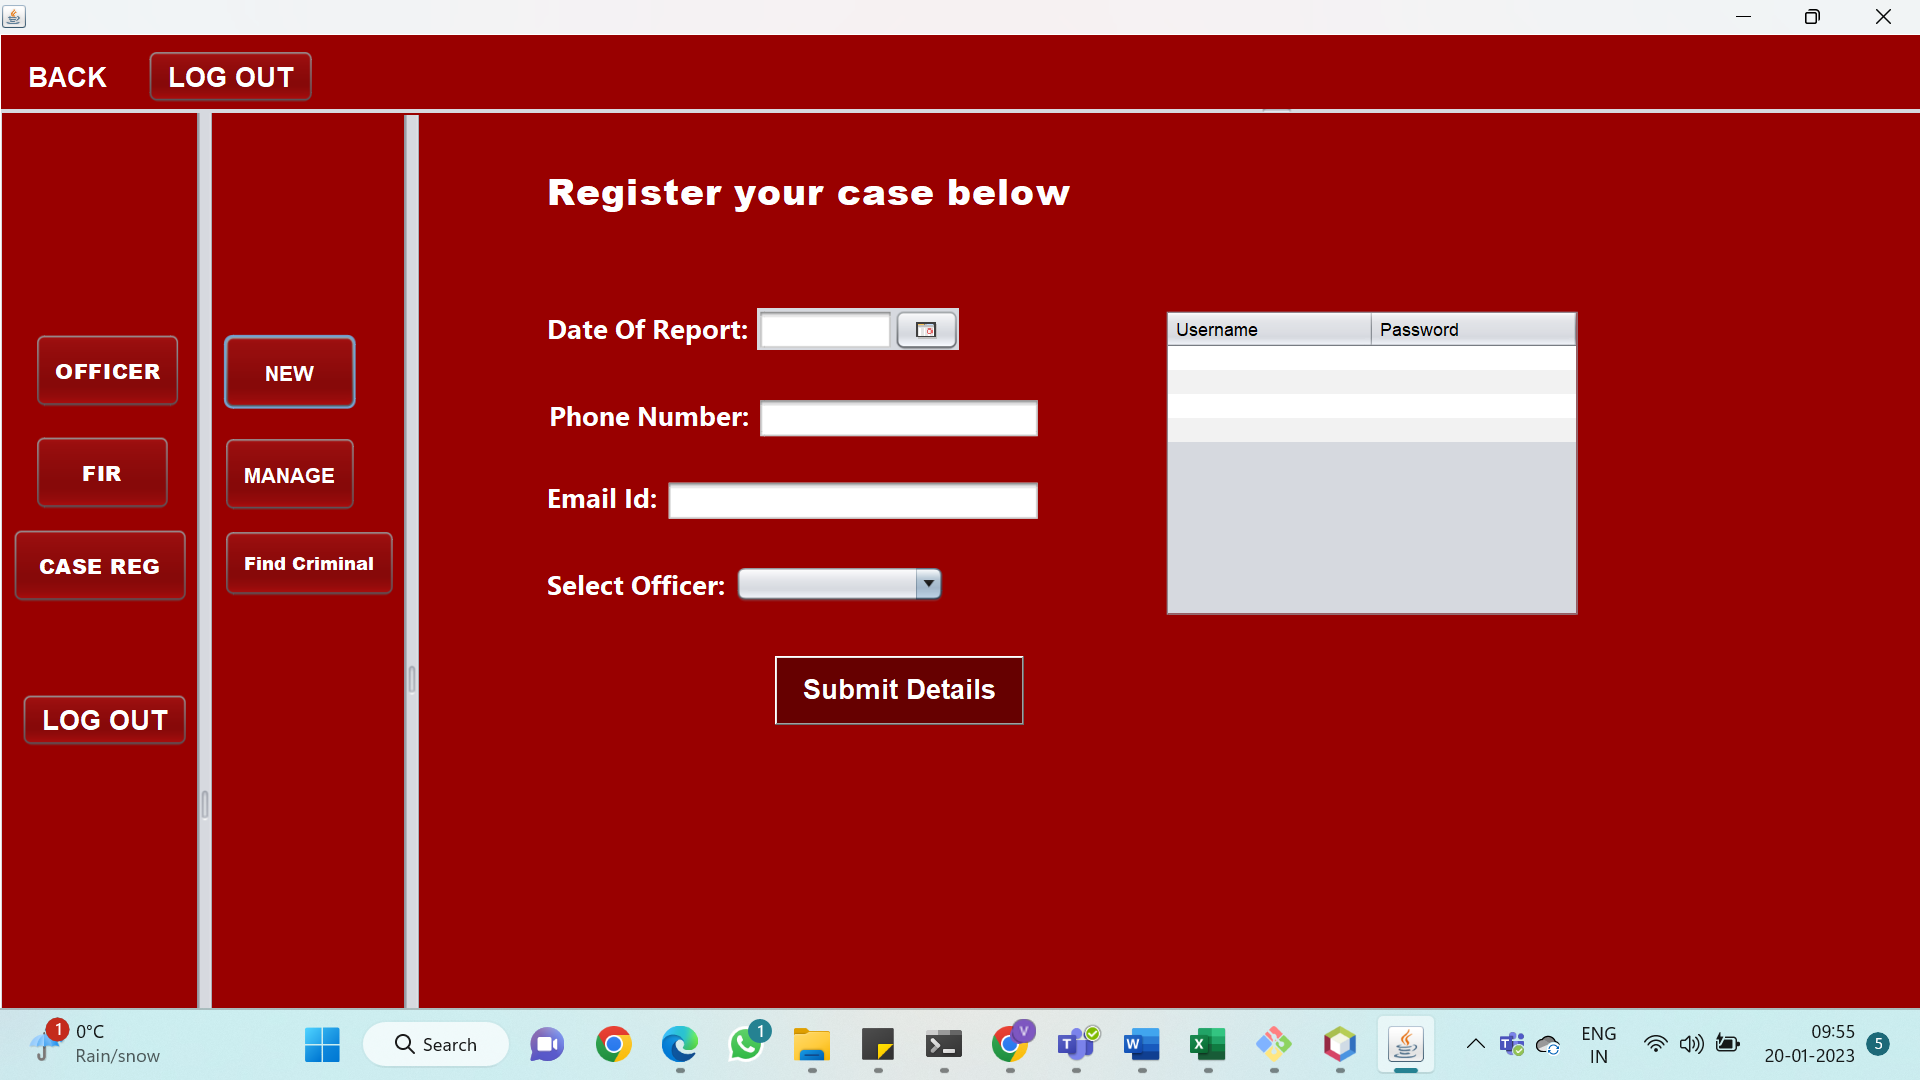 BACK
LOG OUT
Register your case below
Date Of Report:
Username Password
OFFICER
NEW
Phone Number:
FIR
MANAGE
Email Id:
CASE REG
Find Criminal
Select Officer:
Submit Details
LOG OUT
1
0°C
Rain/snow
Search
1
V
T
W
X
T
ENG
IN
09:55
20-01-2023
5